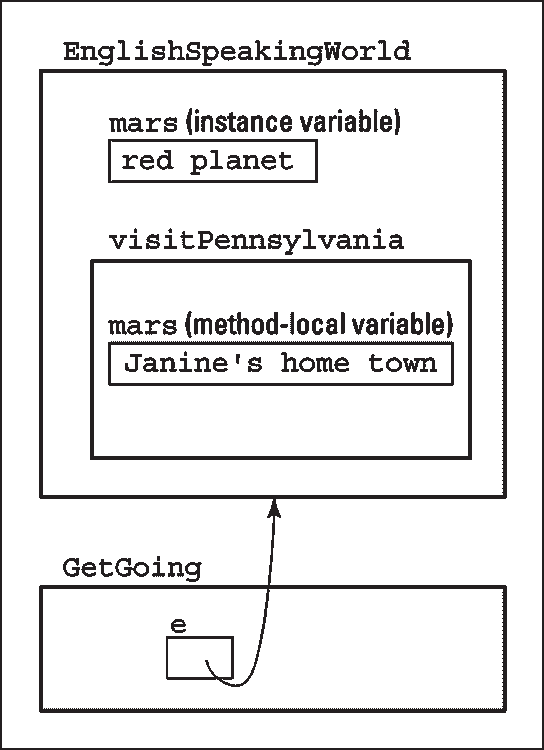 EnglishSpeakingWorld
mars (instance variable)
red planet
visitPennsylvania
mars (method-local variable)
Janine's home town
GetGoing
e